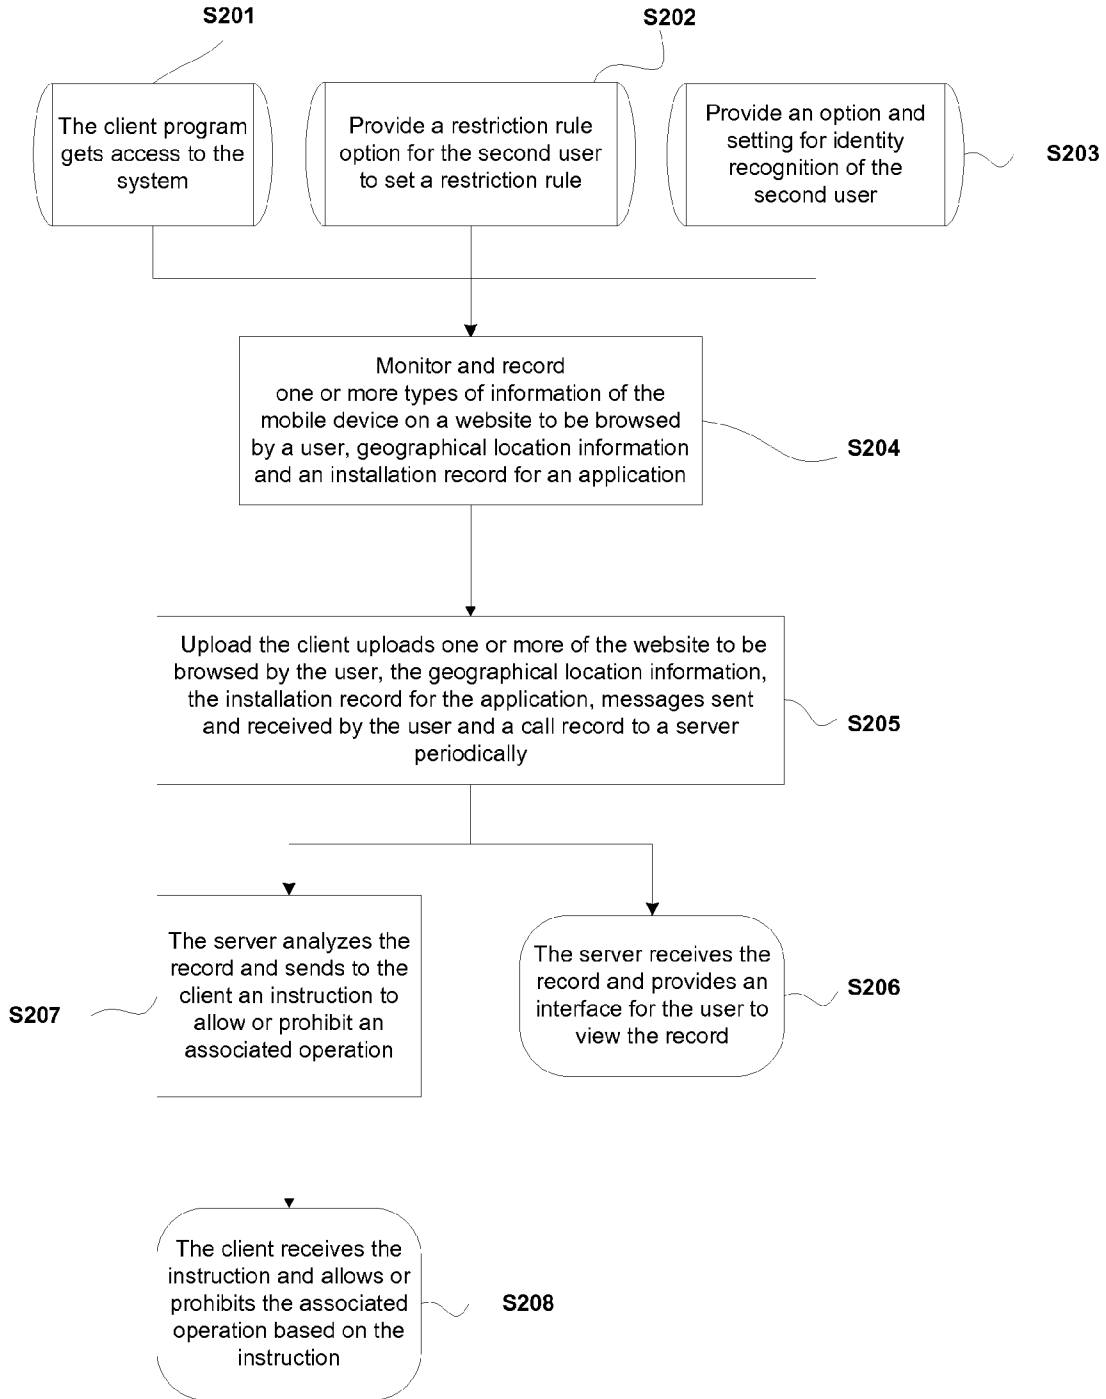 S201
S202
The client program
gets access to the
system
Provide a restriction rule
option for the second user
to set a restriction rule
Provide an option and
setting for identity
recognition of the
second user
S203
Monitor and record
one or more types of information of the
mobile device on a website to be browsed
by a user, geographical location information
and an installation record for an application
S204
Upload the client uploads one or more of the website to be
browsed by the user, the geographical location information,
the installation record for the application, messages sent
and received by the user and a call record to a server
periodically
S205
The server analyzes the
record and sends to the
client an instruction to
allow or prohibit an
associated operation
S207
The server receives the
record and provides an
interface for the user to
view the record
S206
The client receives the
instruction and allows or
prohibits the associated
operation based on the
instruction
S208